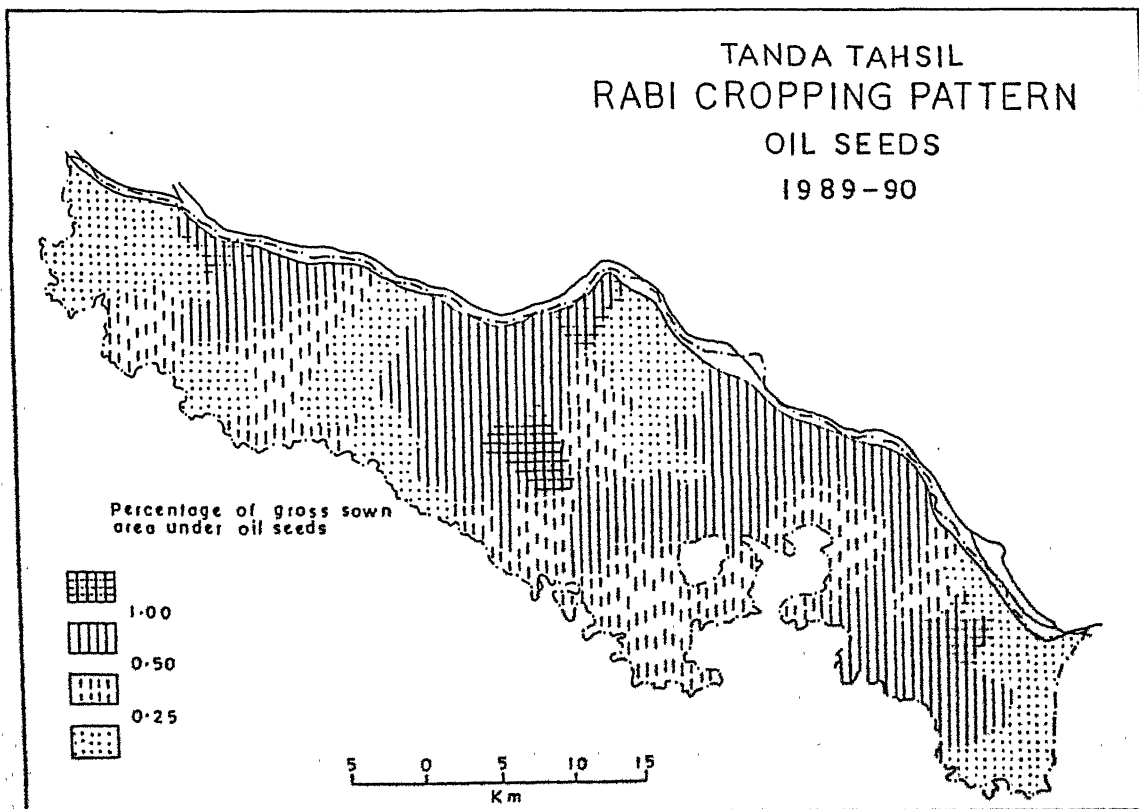 TANDA TAHSIL
RABI CROPPING PATTERN
OIL SEEDS
1989-90
Percentage of gross sown
area under oil seeds
1·00
0·50
0·25
5 0 5 10 15
Km